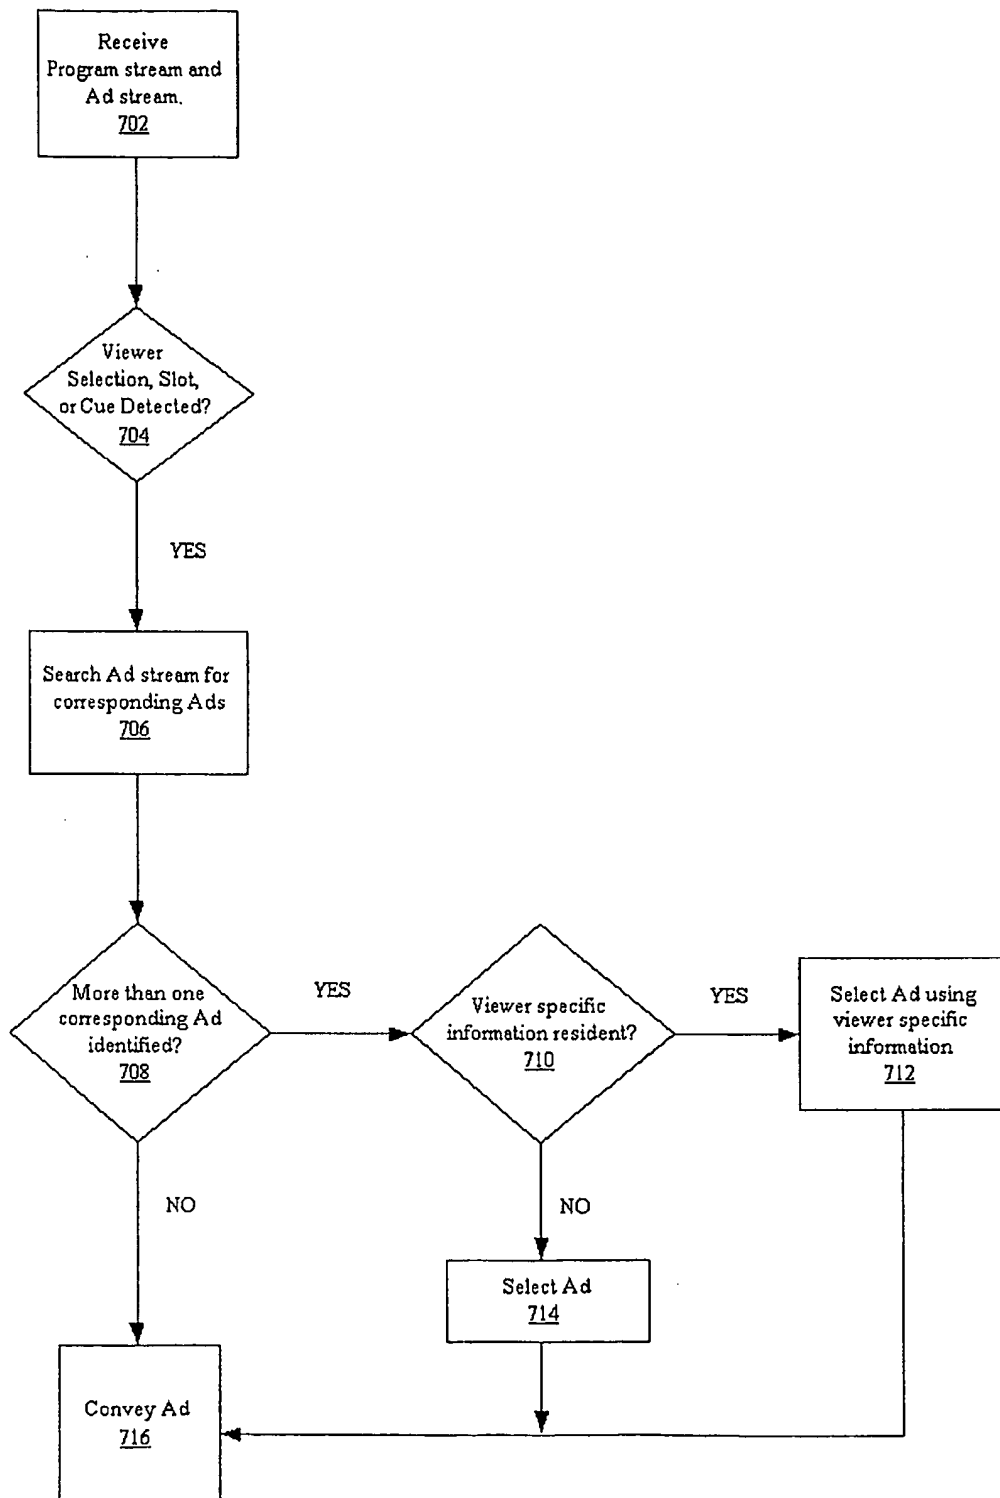 Receive
Program stream and
Ad stream.
702
Viewer
Selection, Slot,
or Cue Detected?
704
YES
Search Ad stream for
corresponding Ads
706
More than one
corresponding Ad
identified?
708
YES
Viewer specific
information resident?
710
YES
Select Ad using
viewer specific
information
712
NO
NO
Select Ad
714
Convey Ad
716